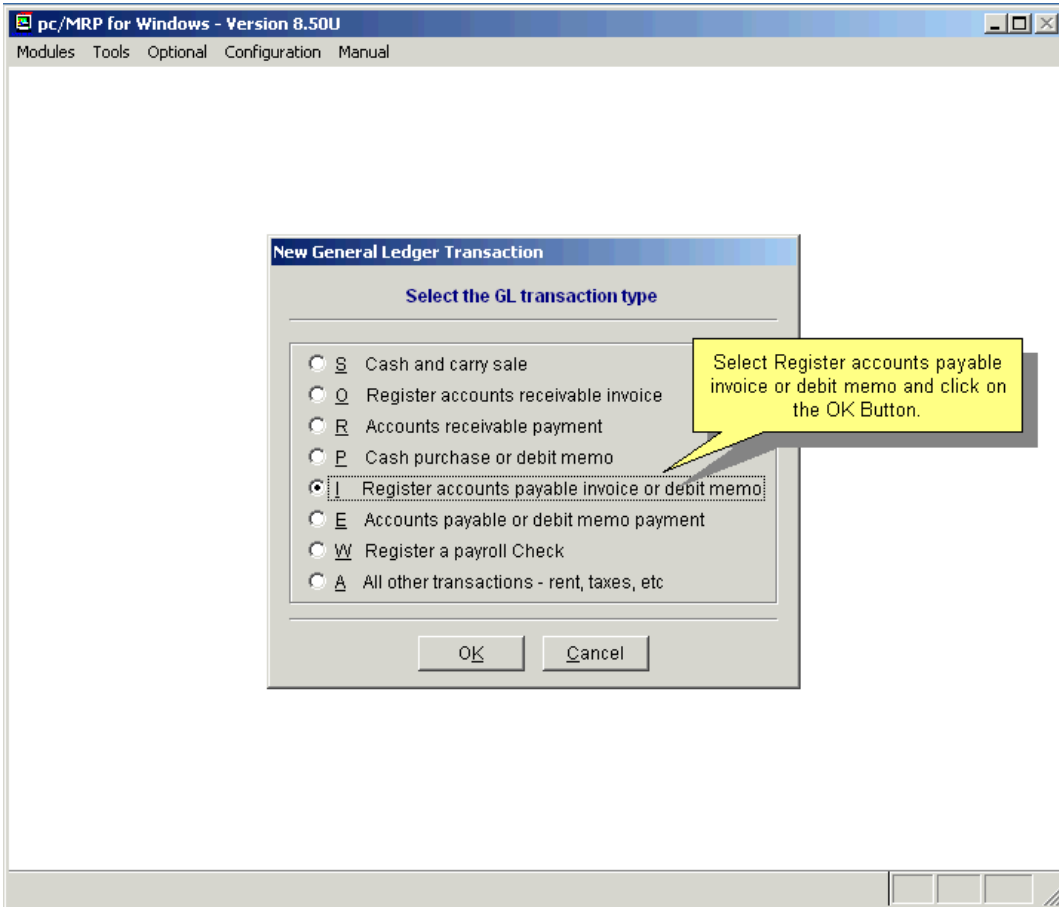 pc/MRP for Windows - Version 8.50U
Modules Tools Optional Configuration Manual
New General Ledger Transaction
Select the GL transaction type
S Cash and carry sale
O Register accounts receivable invoice
R Accounts receivable payment
P Cash purchase or debit memo
I Register accounts payable invoice or debit memo
E Accounts payable or debit memo payment
W Register a payroll Check
A All other transactions - rent, taxes, etc
Select Register accounts payable
invoice or debit memo and click on
the OK Button.
OK Cancel